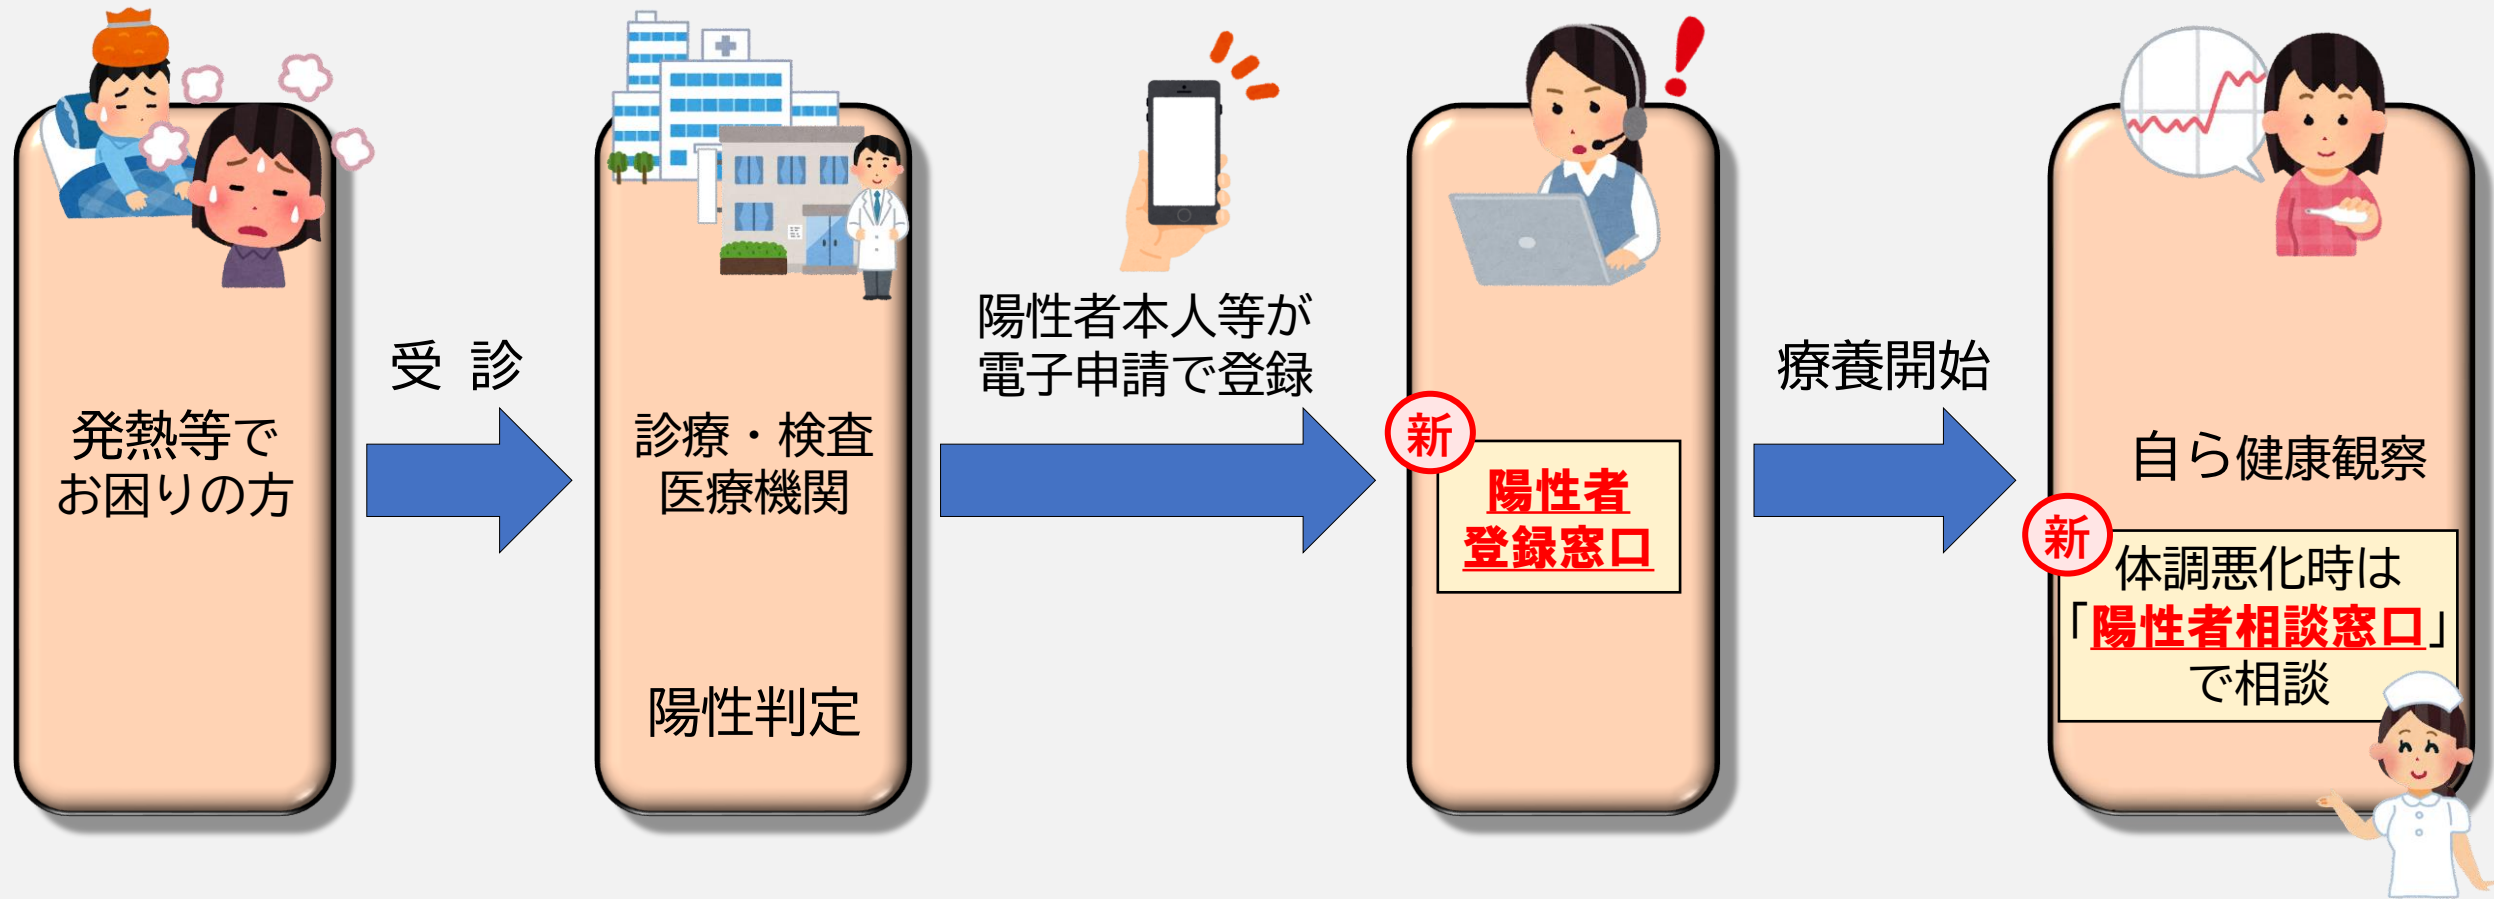 発熱等で
お困りの方
受 診
診療・検査
医療機関
陽性判定
陽性者本人等が
電子申請で登録
新
陽性者
登録窓口
療養開始
自ら健康観察
新
体調悪化時は
「陽性者相談窓口」
で相談